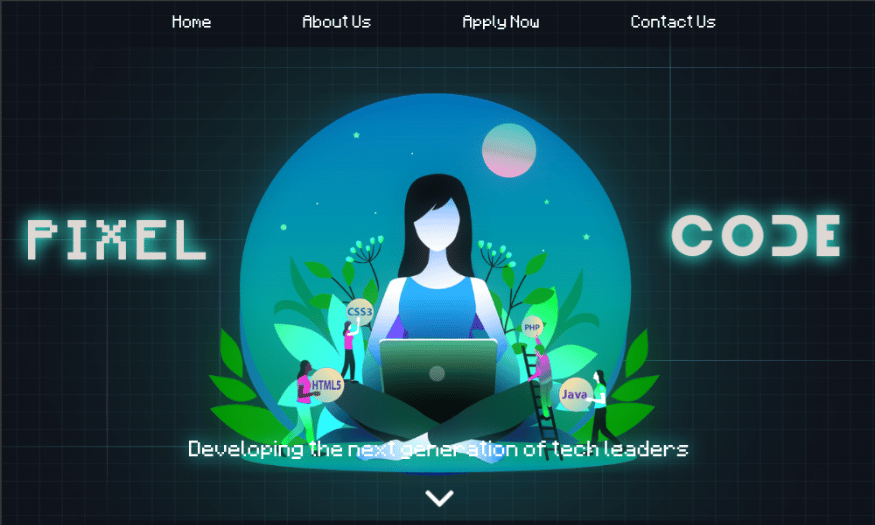 Home About Us Apply Now Contact Us
PIXEL CODE
CSS3
PHP
HTML5
Java
Developing the next generation of tech leaders